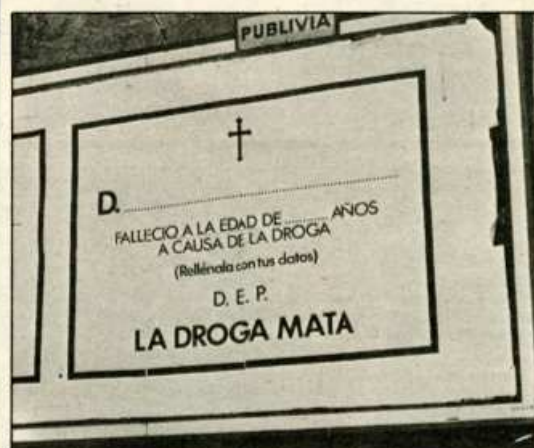 PUBLIVIA
D. ........................................
FALLECIO A LA EDAD DE .......... AÑOS
A CAUSA DE LA DROGA
(Rellénala con tus datos)
D. E. P.
LA DROGA MATA